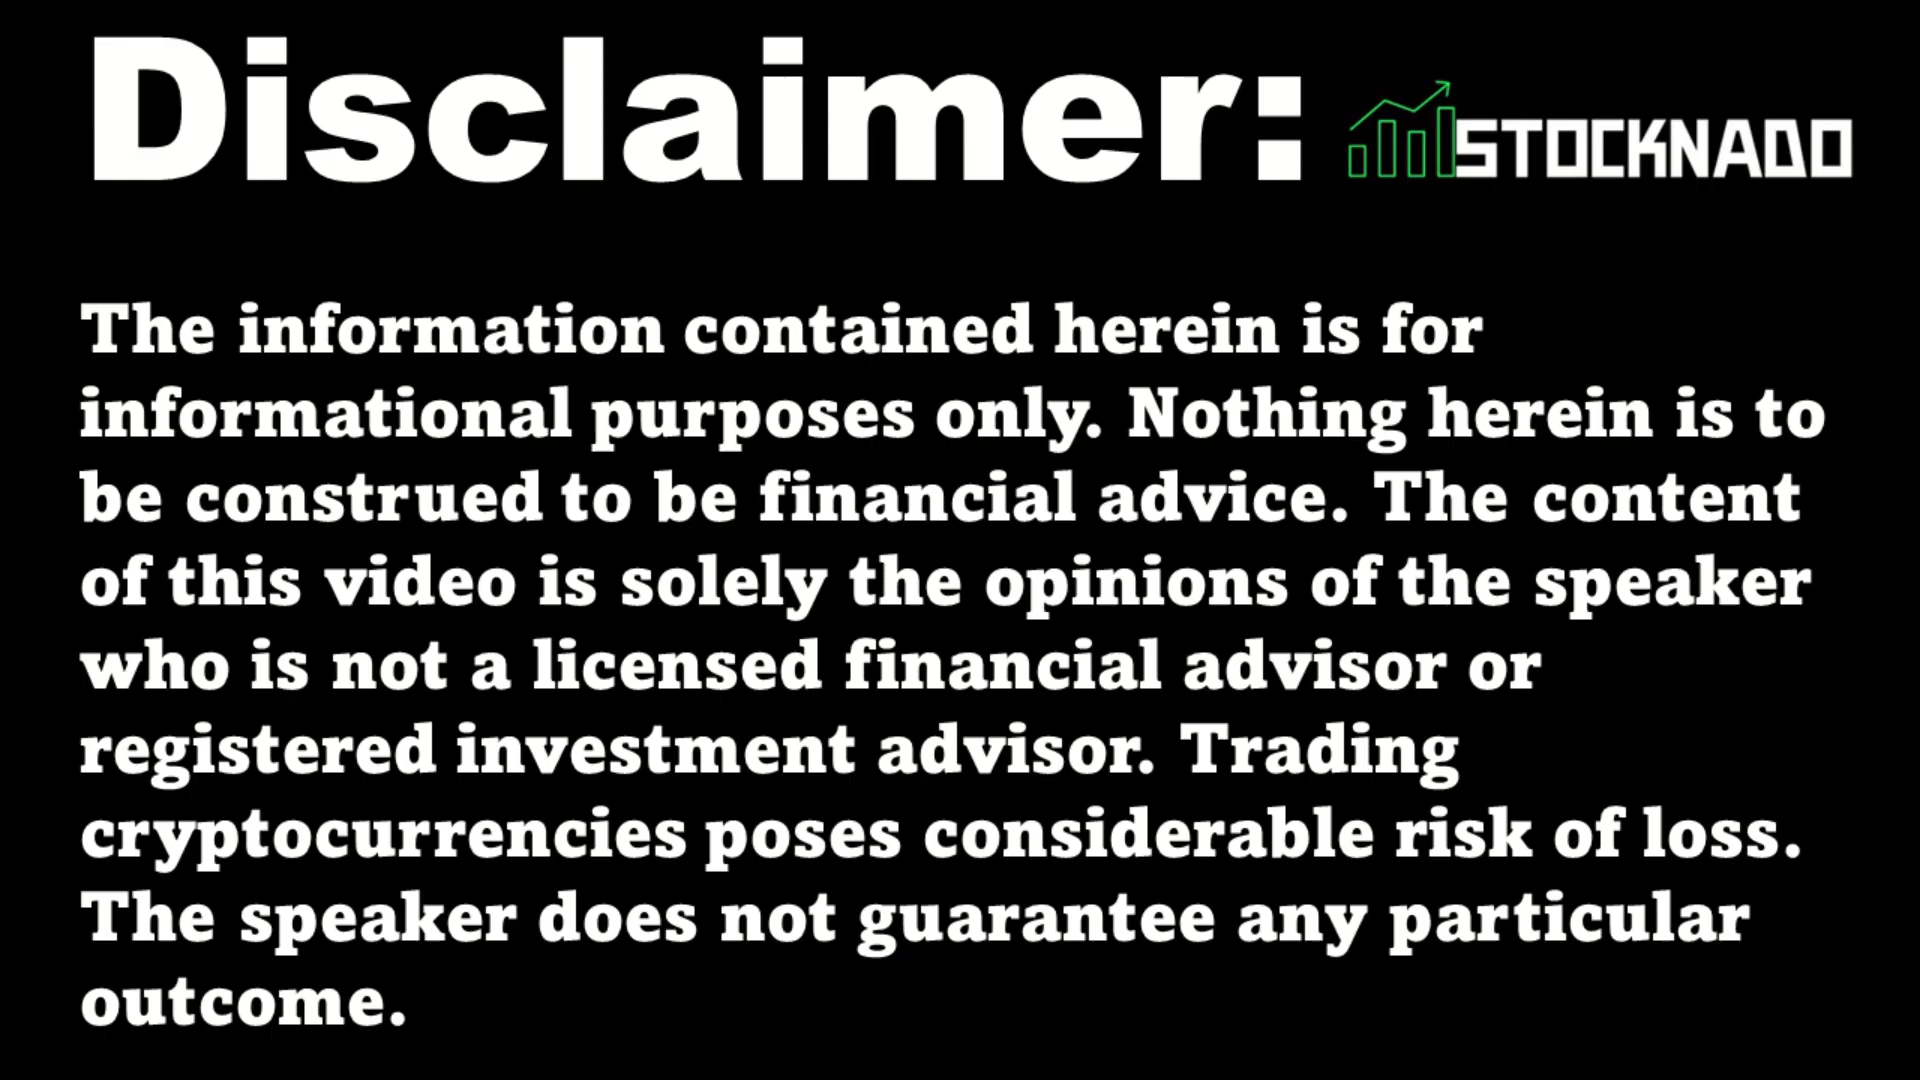 Disclaimer:
STOCKNADO
The information contained herein is for
informational purposes only. Nothing herein is to
be construed to be financial advice. The content
of this video is solely the opinions of the speaker
who is not a licensed financial advisor or
registered investment advisor. Trading
cryptocurrencies poses considerable risk of loss.
The speaker does not guarantee any particular
outcome.